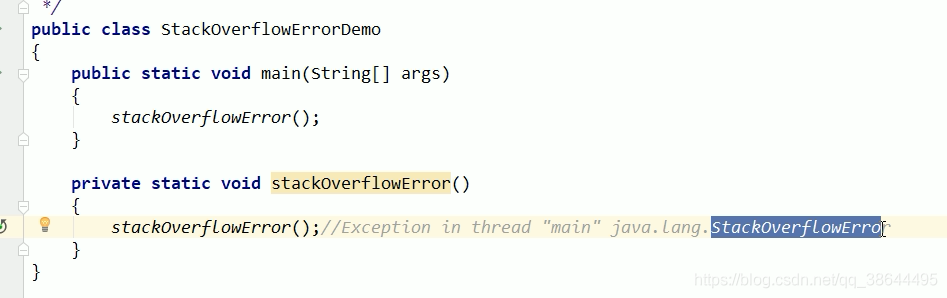 */
public class StackOverflowErrorDemo
{
public static void main(String[] args)
{
stackOverflowError();
}
private static void stackOverflowError()
{
stackOverflowError();//Exception in thread "main" java.lang.StackOverflowError
}
}
https://blog.csdn.net/qq_38644495